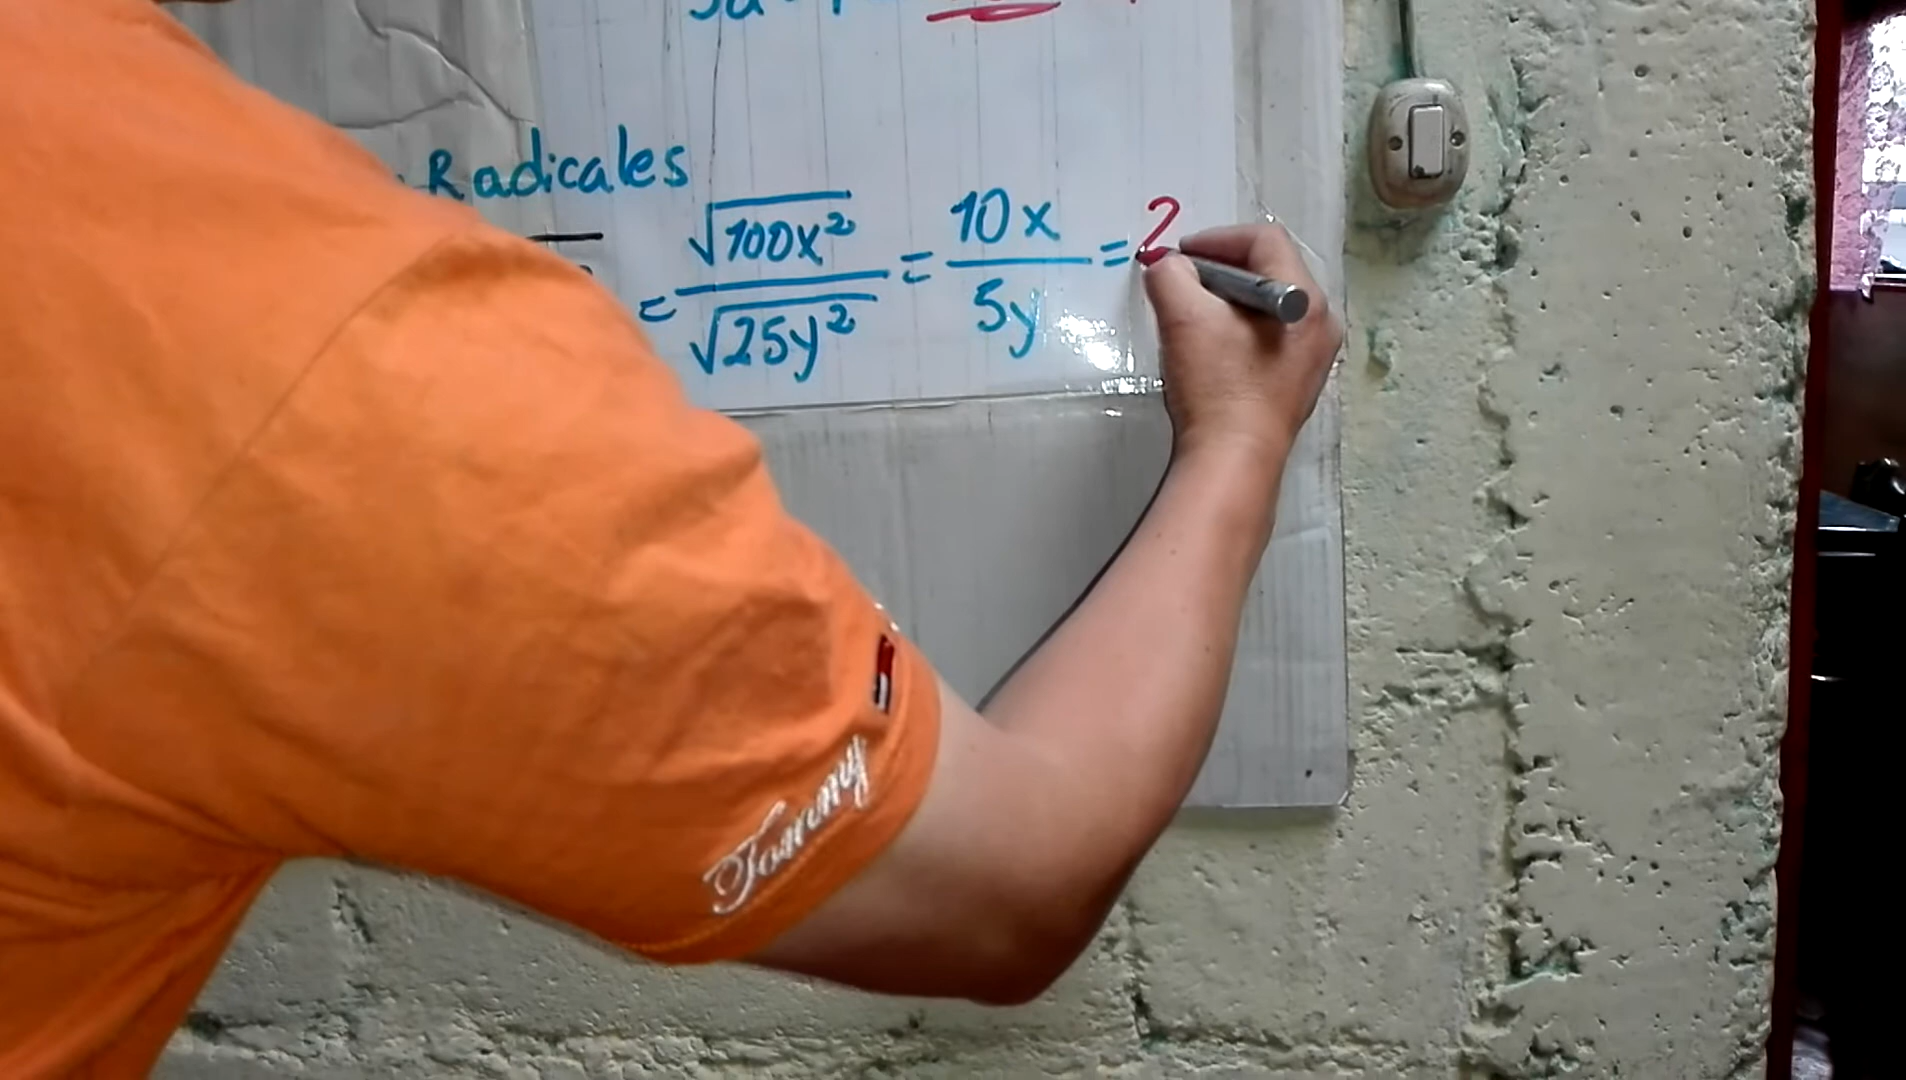 Radicales
= √100x² / √25y² = 10x / 5y = 2
Tommy